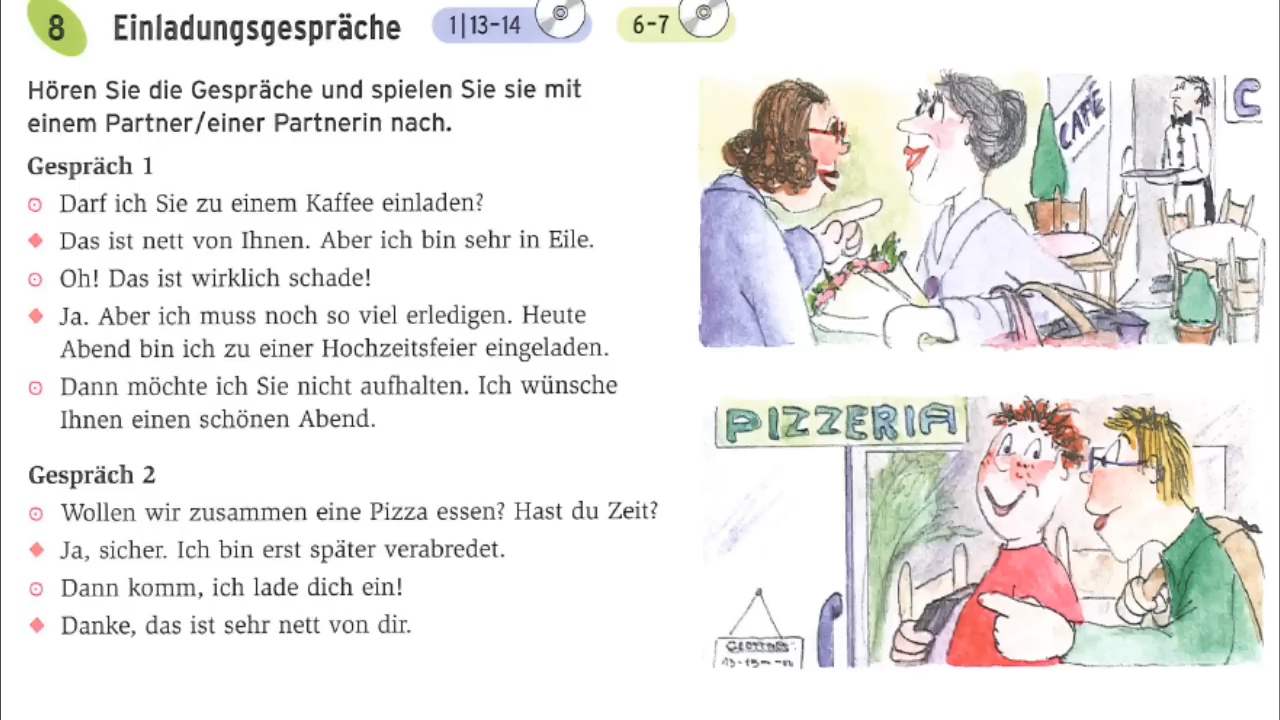 8 Einladungsgespräche 1|13-14 6-7
Hören Sie die Gespräche und spielen Sie sie mit
einem Partner/einer Partnerin nach.
Gespräch 1
Darf ich Sie zu einem Kaffee einladen?
Das ist nett von Ihnen. Aber ich bin sehr in Eile.
Oh! Das ist wirklich schade!
Ja. Aber ich muss noch so viel erledigen. Heute
Abend bin ich zu einer Hochzeitsfeier eingeladen.
Dann möchte ich Sie nicht aufhalten. Ich wünsche
Ihnen einen schönen Abend.
Gespräch 2
Wollen wir zusammen eine Pizza essen? Hast du Zeit?
Ja, sicher. Ich bin erst später verabredet.
Dann komm, ich lade dich ein!
Danke, das ist sehr nett von dir.
CAFÉ
C
PIZZERIA